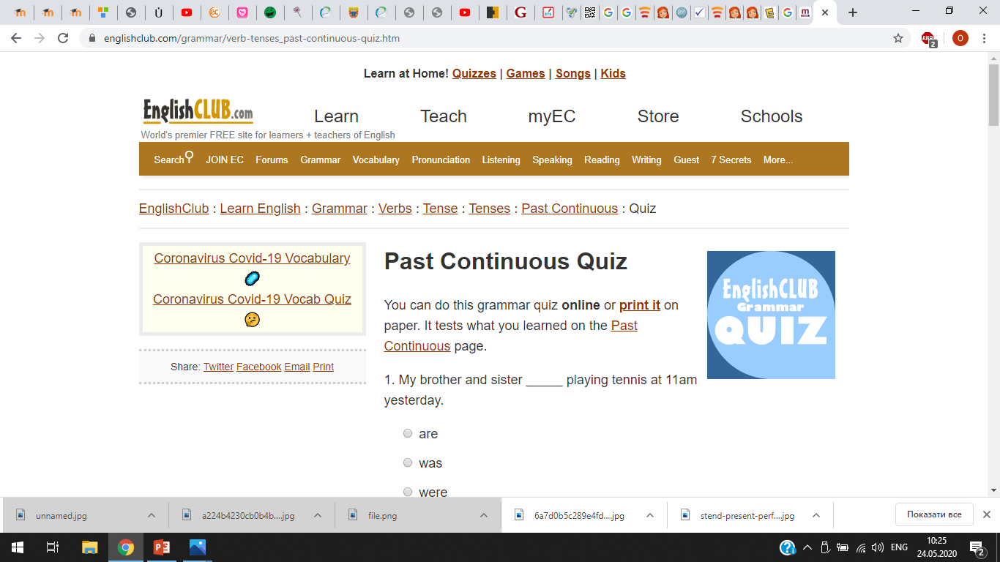 englishclub.com/grammar/verb-tenses_past-continuous-quiz.htm
ABP
2
O
Learn at Home! Quizzes | Games | Songs | Kids
EnglishCLUB.com
Learn Teach myEC Store Schools
World's premier FREE site for learners + teachers of English
Search JOIN EC Forums Grammar Vocabulary Pronunciation Listening Speaking Reading Writing Guest 7 Secrets More...
EnglishClub : Learn English : Grammar : Verbs : Tense : Tenses : Past Continuous : Quiz
Coronavirus Covid-19 Vocabulary
Coronavirus Covid-19 Vocab Quiz
Share: Twitter Facebook Email Print
Past Continuous Quiz
You can do this grammar quiz online or print it on
paper. It tests what you learned on the Past
Continuous page.
EnglishCLUB
Grammar
QUIZ
1. My brother and sister _____ playing tennis at 11am
yesterday.
are
was
were
unnamed.jpg
a224b4230cb0b4b....jpg
file.png
6a7d0b5c289e4fd....jpg
stend-present-perf....jpg
Показати все
ENG
10:25
24.05.2020
2